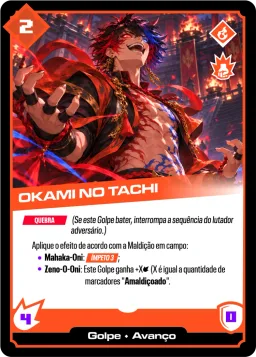 2
OKAMI NO TACHI
QUEBRA (Se este Golpe bater, interrompa a sequência do lutador
adversário.)
Aplique o efeito de acordo com a Maldição em campo:
• Mahaka-Oni: ÍMPETO 3;
• Zeno-O-Oni: Este Golpe ganha +X (X é igual a quantidade de
marcadores "Amaldiçoado".
4
0
Golpe • Avanço